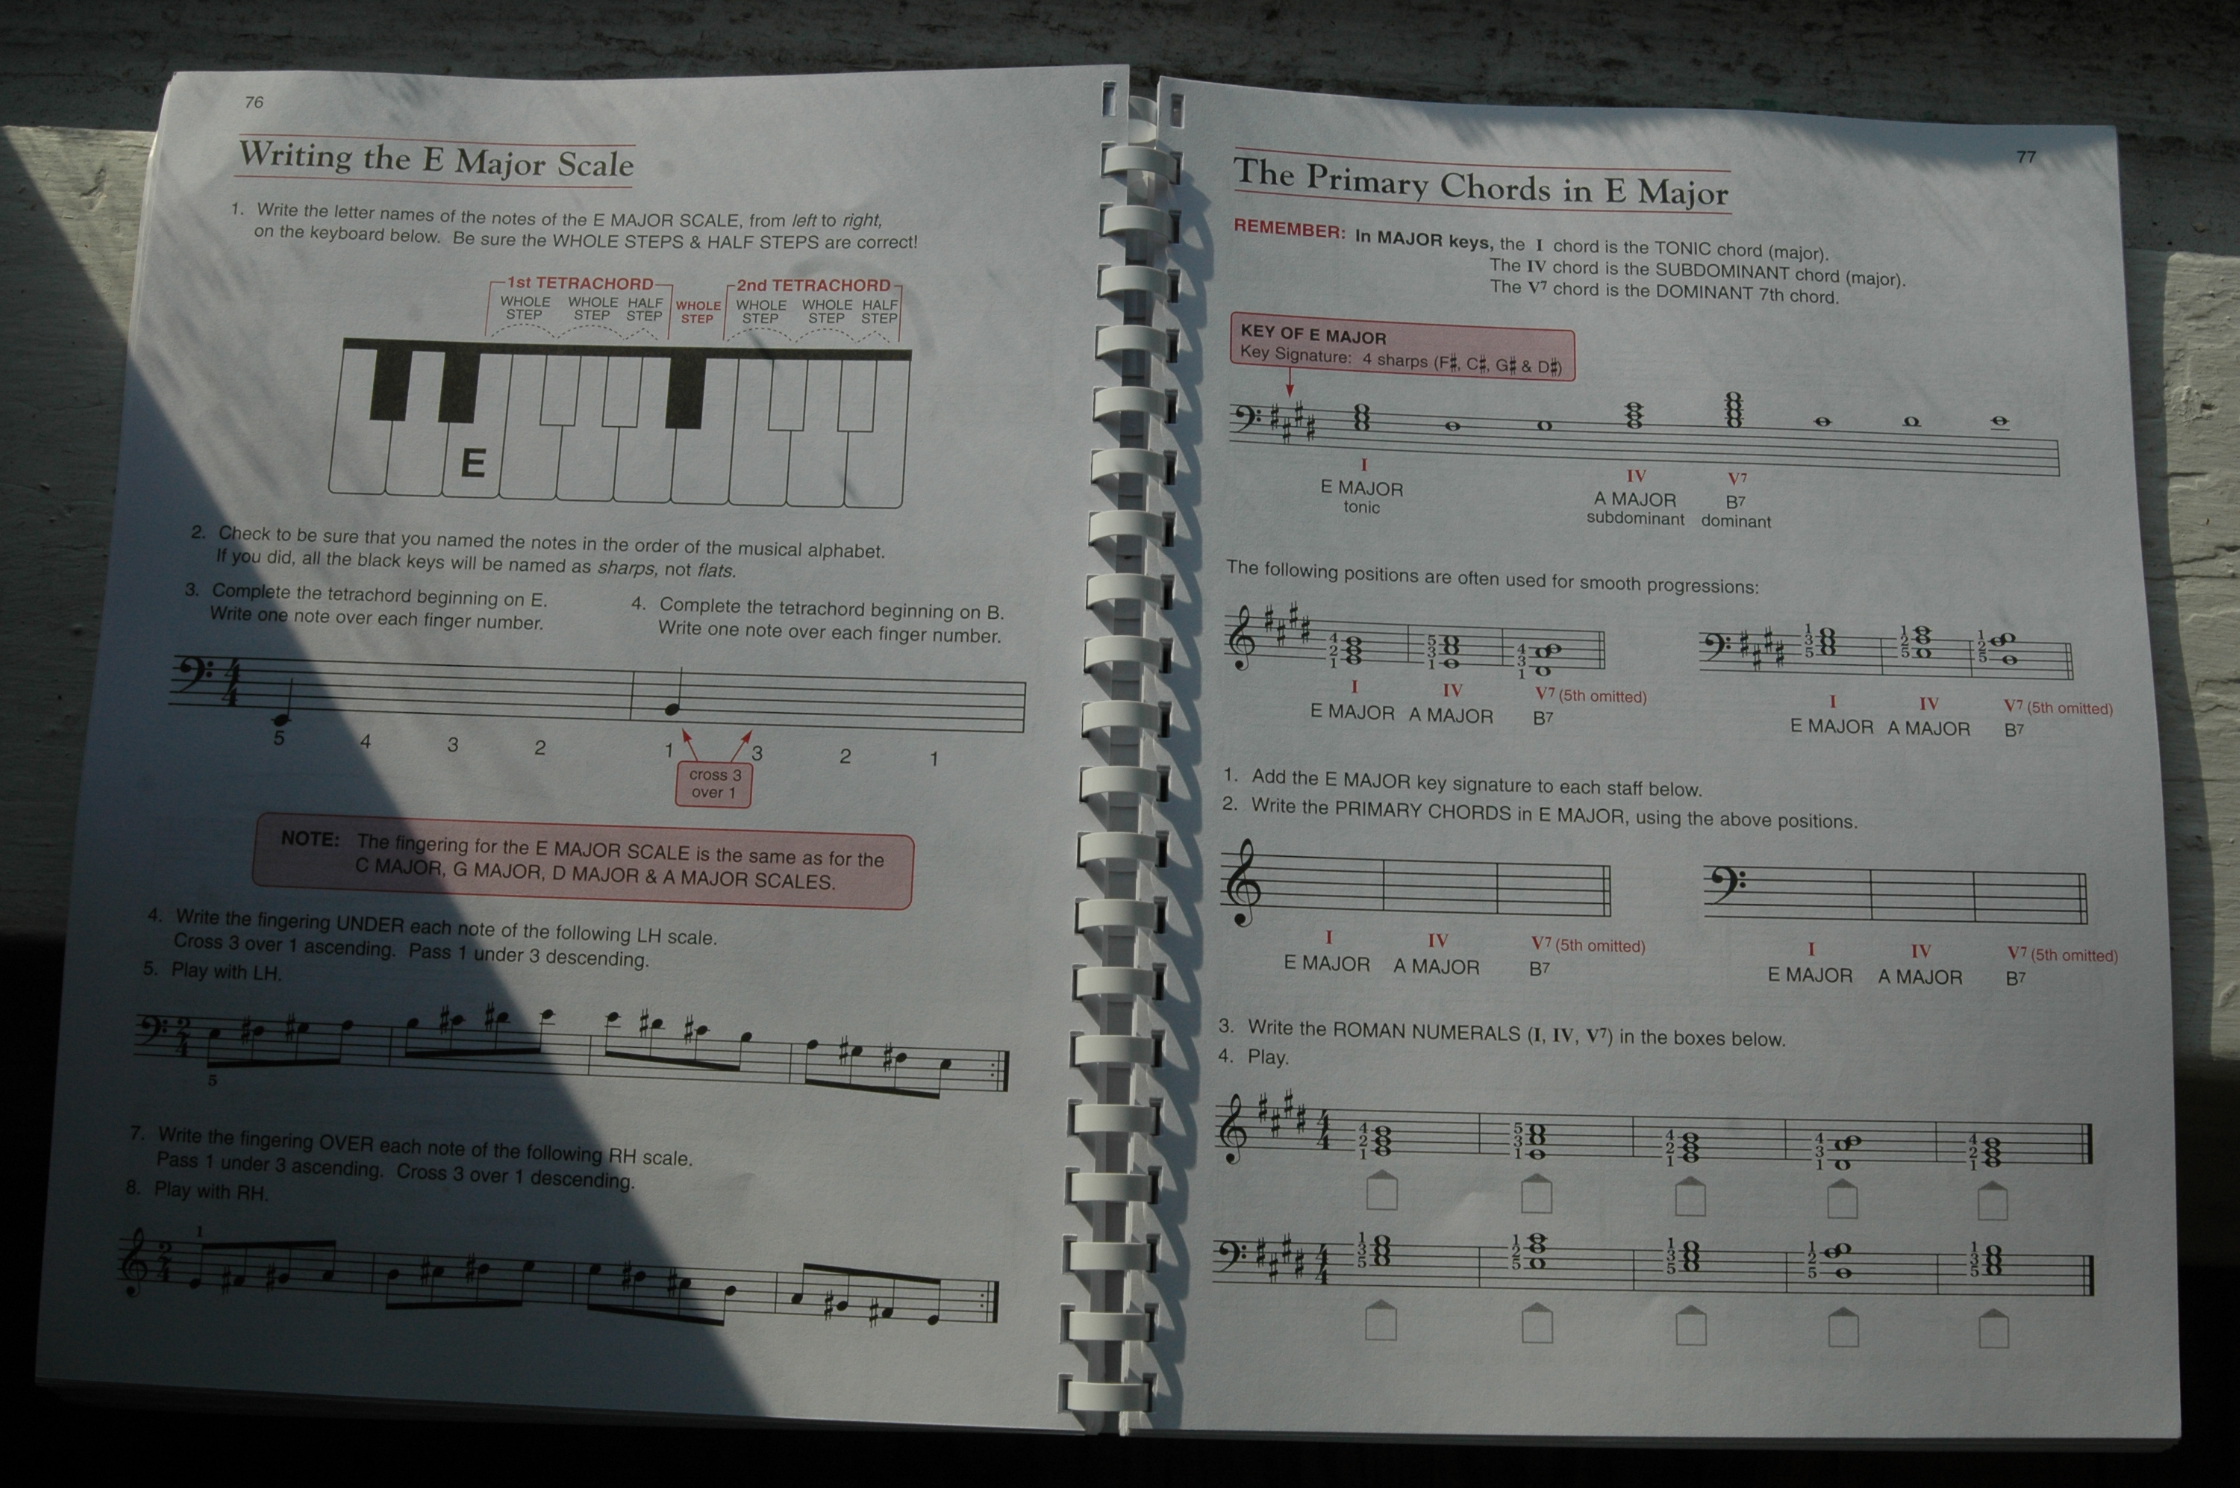 76
Writing the E Major Scale
1. Write the letter names of the notes of the E MAJOR SCALE, from left to right,
on the keyboard below. Be sure the WHOLE STEPS & HALF STEPS are correct!
1st TETRACHORD 2nd TETRACHORD
WHOLE STEP WHOLE STEP HALF STEP WHOLE STEP WHOLE STEP WHOLE STEP HALF STEP
E
2. Check to be sure that you named the notes in the order of the musical alphabet.
If you did, all the black keys will be named as sharps, not flats.
3. Complete the tetrachord beginning on E.
Write one note over each finger number.
4. Complete the tetrachord beginning on B.
Write one note over each finger number.
4
4
5 4 3 2 1 3 2 1
cross 3
over 1
NOTE: The fingering for the E MAJOR SCALE is the same as for the
C MAJOR, G MAJOR, D MAJOR & A MAJOR SCALES.
4. Write the fingering UNDER each note of the following LH scale.
Cross 3 over 1 ascending. Pass 1 under 3 descending.
5. Play with LH.
2
4
5
7. Write the fingering OVER each note of the following RH scale.
Pass 1 under 3 ascending. Cross 3 over 1 descending.
8. Play with RH.
1
2
4
77
The Primary Chords in E Major
REMEMBER: In MAJOR keys, the I chord is the TONIC chord (major).
The IV chord is the SUBDOMINANT chord (major).
The V7 chord is the DOMINANT 7th chord.
KEY OF E MAJOR
Key Signature: 4 sharps (F♯, C♯, G♯ & D♯)
I IV V7
E MAJOR A MAJOR B7
tonic subdominant dominant
The following positions are often used for smooth progressions:
4 2 1 5 3 1 4 3 1 1 3 5 1 2 5 1 2 5
I IV V7 (5th omitted) I IV V7 (5th omitted)
E MAJOR A MAJOR B7 E MAJOR A MAJOR B7
1. Add the E MAJOR key signature to each staff below.
2. Write the PRIMARY CHORDS in E MAJOR, using the above positions.
I IV V7 (5th omitted) I IV V7 (5th omitted)
E MAJOR A MAJOR B7 E MAJOR A MAJOR B7
3. Write the ROMAN NUMERALS (I, IV, V7) in the boxes below.
4. Play.
4 4 4 2 1 5 3 1 4 2 1 4 3 1 4 2 1
4 4 1 3 5 1 2 5 1 3 5 1 2 5 1 3 5